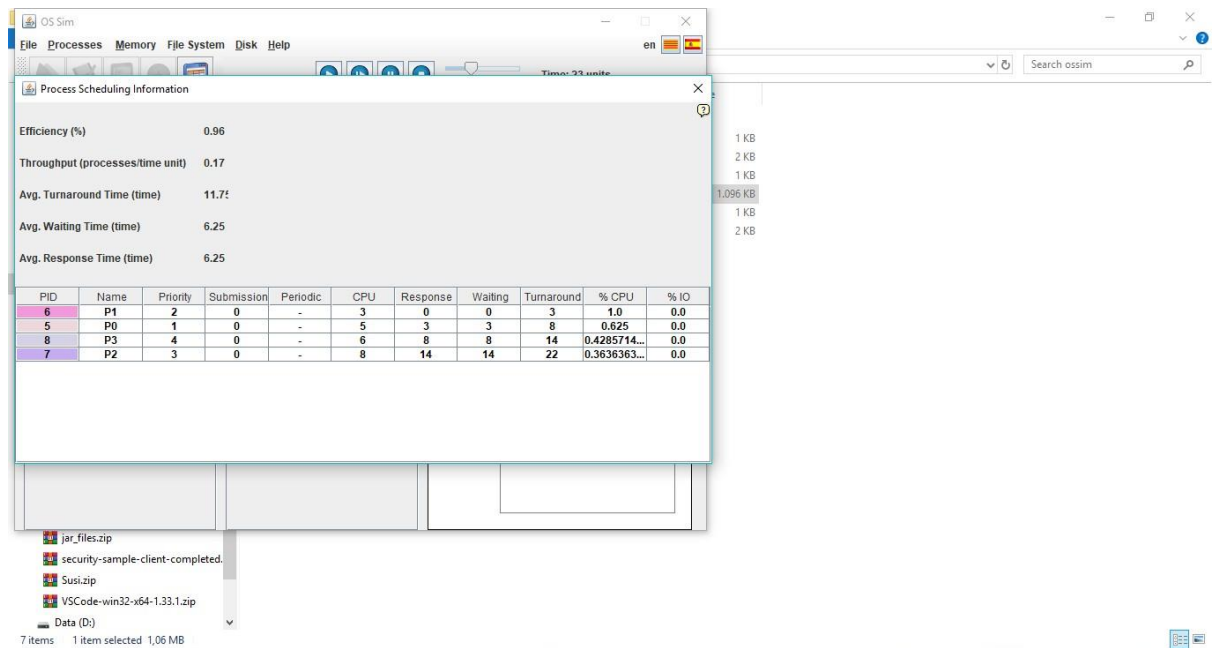 OS Sim
File Processes Memory File System Disk Help en
Time: 23 units
Search ossim
Process Scheduling Information
Efficiency (%) 0.96
Throughput (processes/time unit) 0.17
Avg. Turnaround Time (time) 11.75
Avg. Waiting Time (time) 6.25
Avg. Response Time (time) 6.25
PID Name Priority Submission Periodic CPU Response Waiting Turnaround % CPU % IO
6 P1 2 0 - 3 0 0 3 1.0 0.0
5 P0 1 0 - 5 3 3 8 0.625 0.0
8 P3 4 0 - 6 8 8 14 0.4285714... 0.0
7 P2 3 0 - 8 14 14 22 0.3636363... 0.0
1 KB
2 KB
1 KB
1.096 KB
1 KB
2 KB
jar_files.zip
security-sample-client-completed.
Susi.zip
VSCode-win32-x64-1.33.1.zip
Data (D:)
7 items 1 item selected 1,06 MB